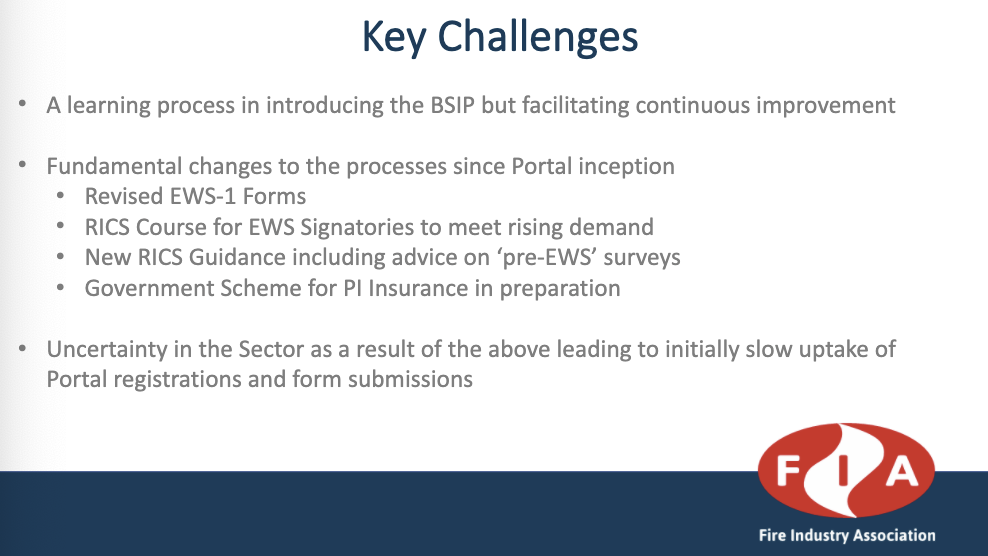 Key Challenges
• A learning process in introducing the BSIP but facilitating continuous improvement
• Fundamental changes to the processes since Portal inception
• Revised EWS-1 Forms
• RICS Course for EWS Signatories to meet rising demand
• New RICS Guidance including advice on ‘pre-EWS’ surveys
• Government Scheme for PI Insurance in preparation
• Uncertainty in the Sector as a result of the above leading to initially slow uptake of
Portal registrations and form submissions
FIA
Fire Industry Association